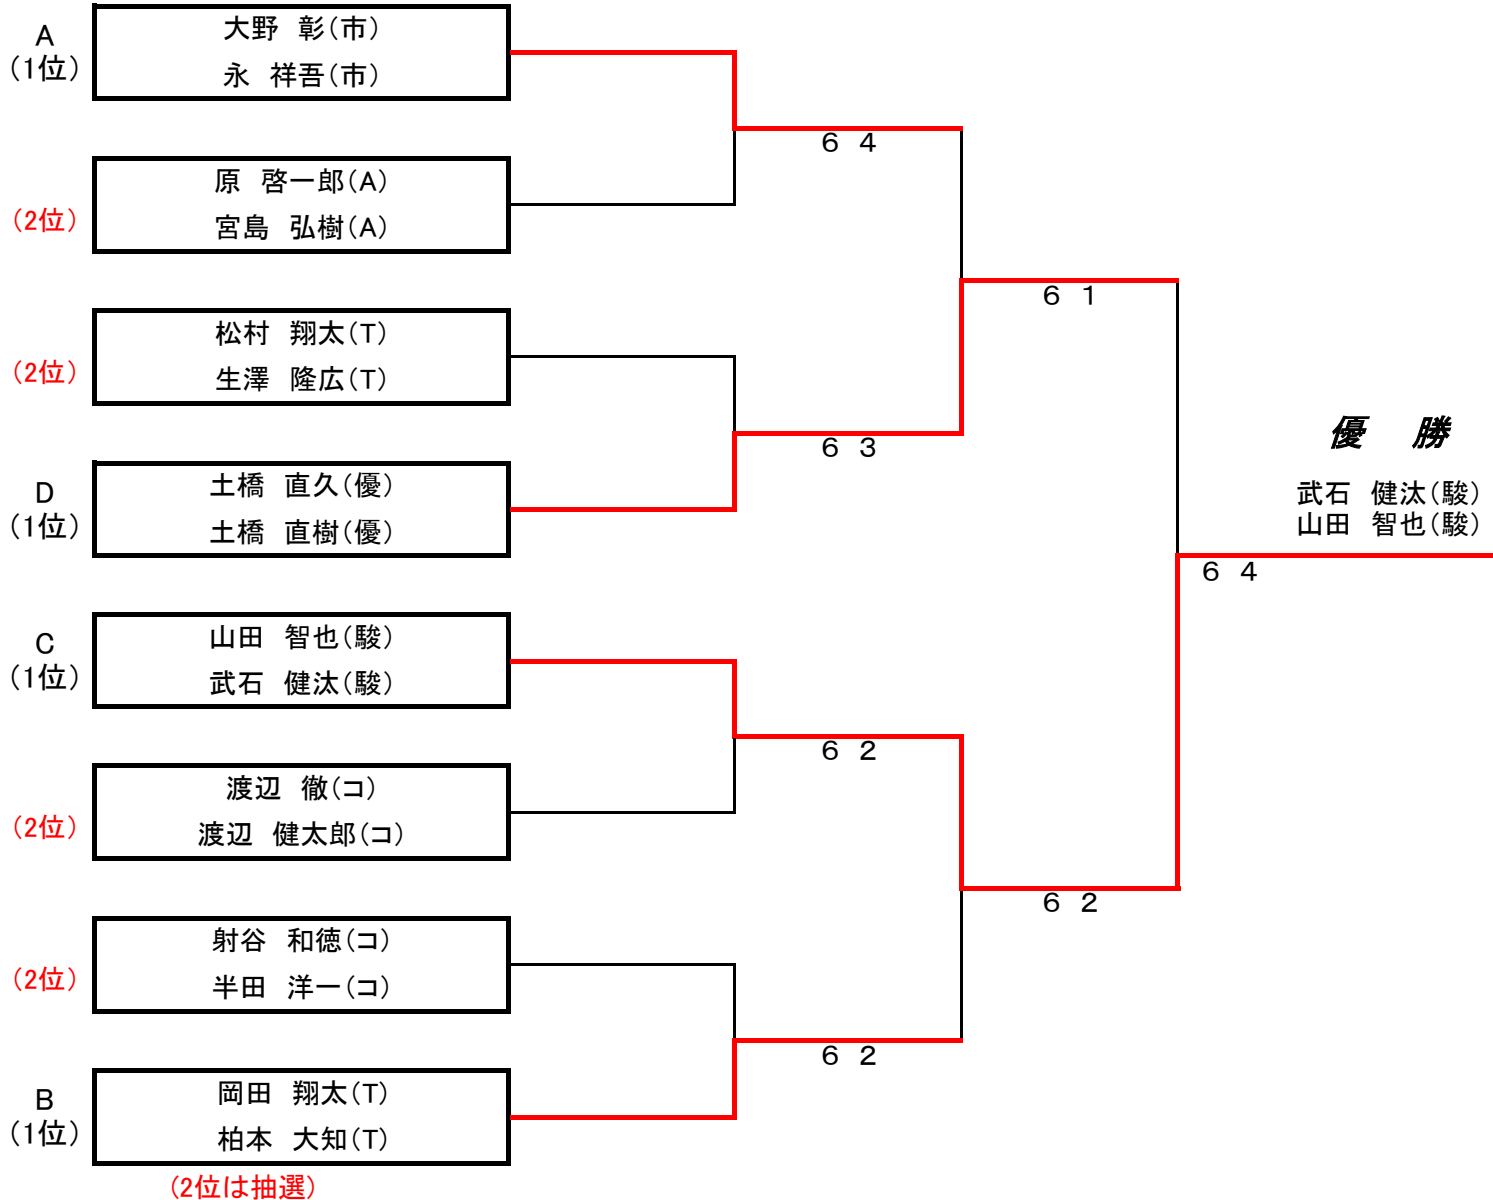 A
(1位)
大野　彰(市)
永　祥吾(市)
6 4
(2位)
原　啓一郎(A)
宮島　弘樹(A)
6 1
(2位)
松村　翔太(T)
生澤　隆広(T)
6 3
D
(1位)
土橋　直久(優)
土橋　直樹(優)
優　勝
武石　健汰(駿)
山田　智也(駿)
6 4
C
(1位)
山田　智也(駿)
武石　健汰(駿)
6 2
(2位)
渡辺　徹(コ)
渡辺　健太郎(コ)
6 2
(2位)
射谷　和徳(コ)
半田　洋一(コ)
6 2
B
(1位)
岡田　翔太(T)
柏本　大知(T)
(2位は抽選)